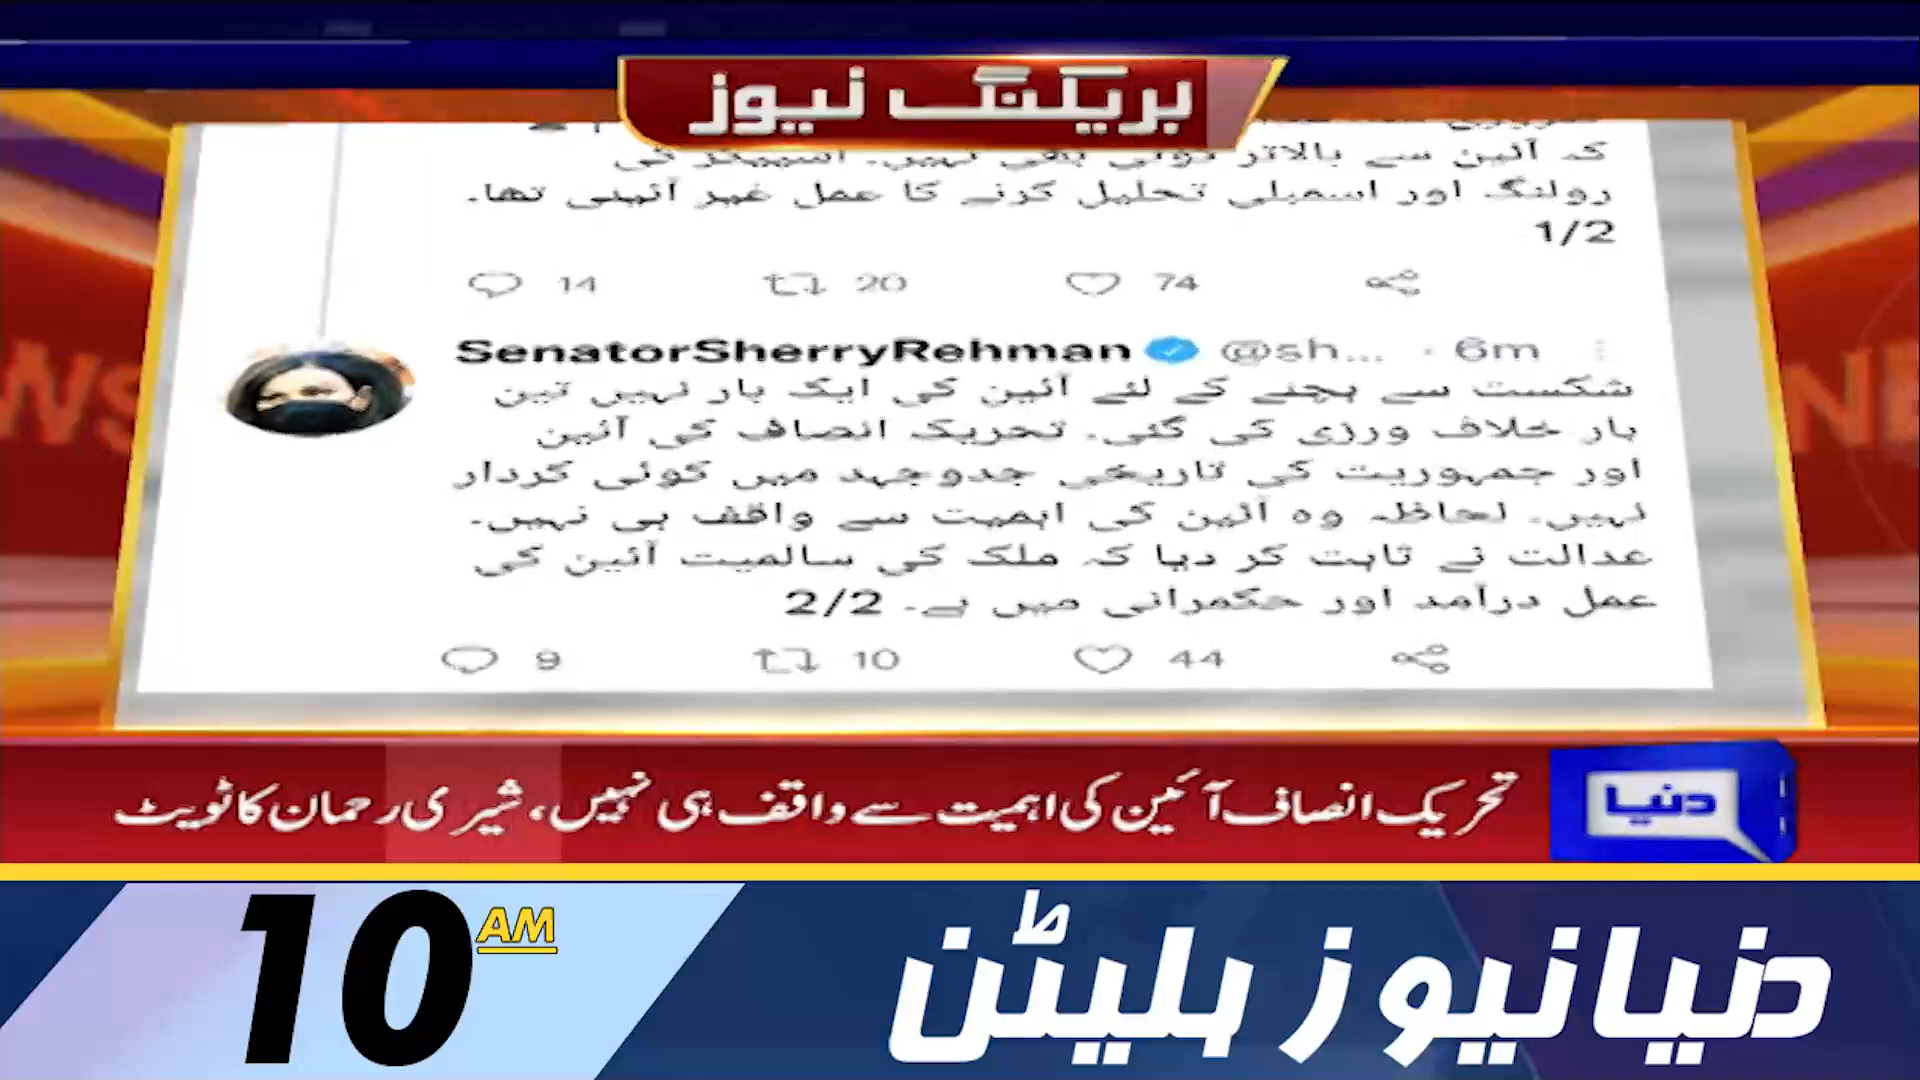 بریکنگ نیوز
کہ آئین سے بالاتر کوئی بھی نہیں۔ اسپیکر کی
رولنگ اور اسمبلی تحلیل کرنے کا عمل غیر آئینی تھا۔
1/2
14 20 74
SenatorSherryRehman @sh... · 6m
شکست سے بچنے کے لئے آئین کی ایک بار نہیں تین
بار خلاف ورزی کی گئی۔ تحریک انصاف کی آئین
اور جمہوریت کی تاریخی جدوجہد میں کوئی کردار
نہیں۔ لحاظہ وہ آئین کی اہمیت سے واقف ہی نہیں۔
عدالت نے ثابت کر دیا کہ ملک کی سالمیت آئین کی
عمل درآمد اور حکمرانی میں ہے۔ 2/2
9 10 44
تحریک انصاف آئین کی اہمیت سے واقف ہی نہیں، شیری رحمان کا ٹویٹ
دنیا
دنیا نیوز بلیٹن
10 AM